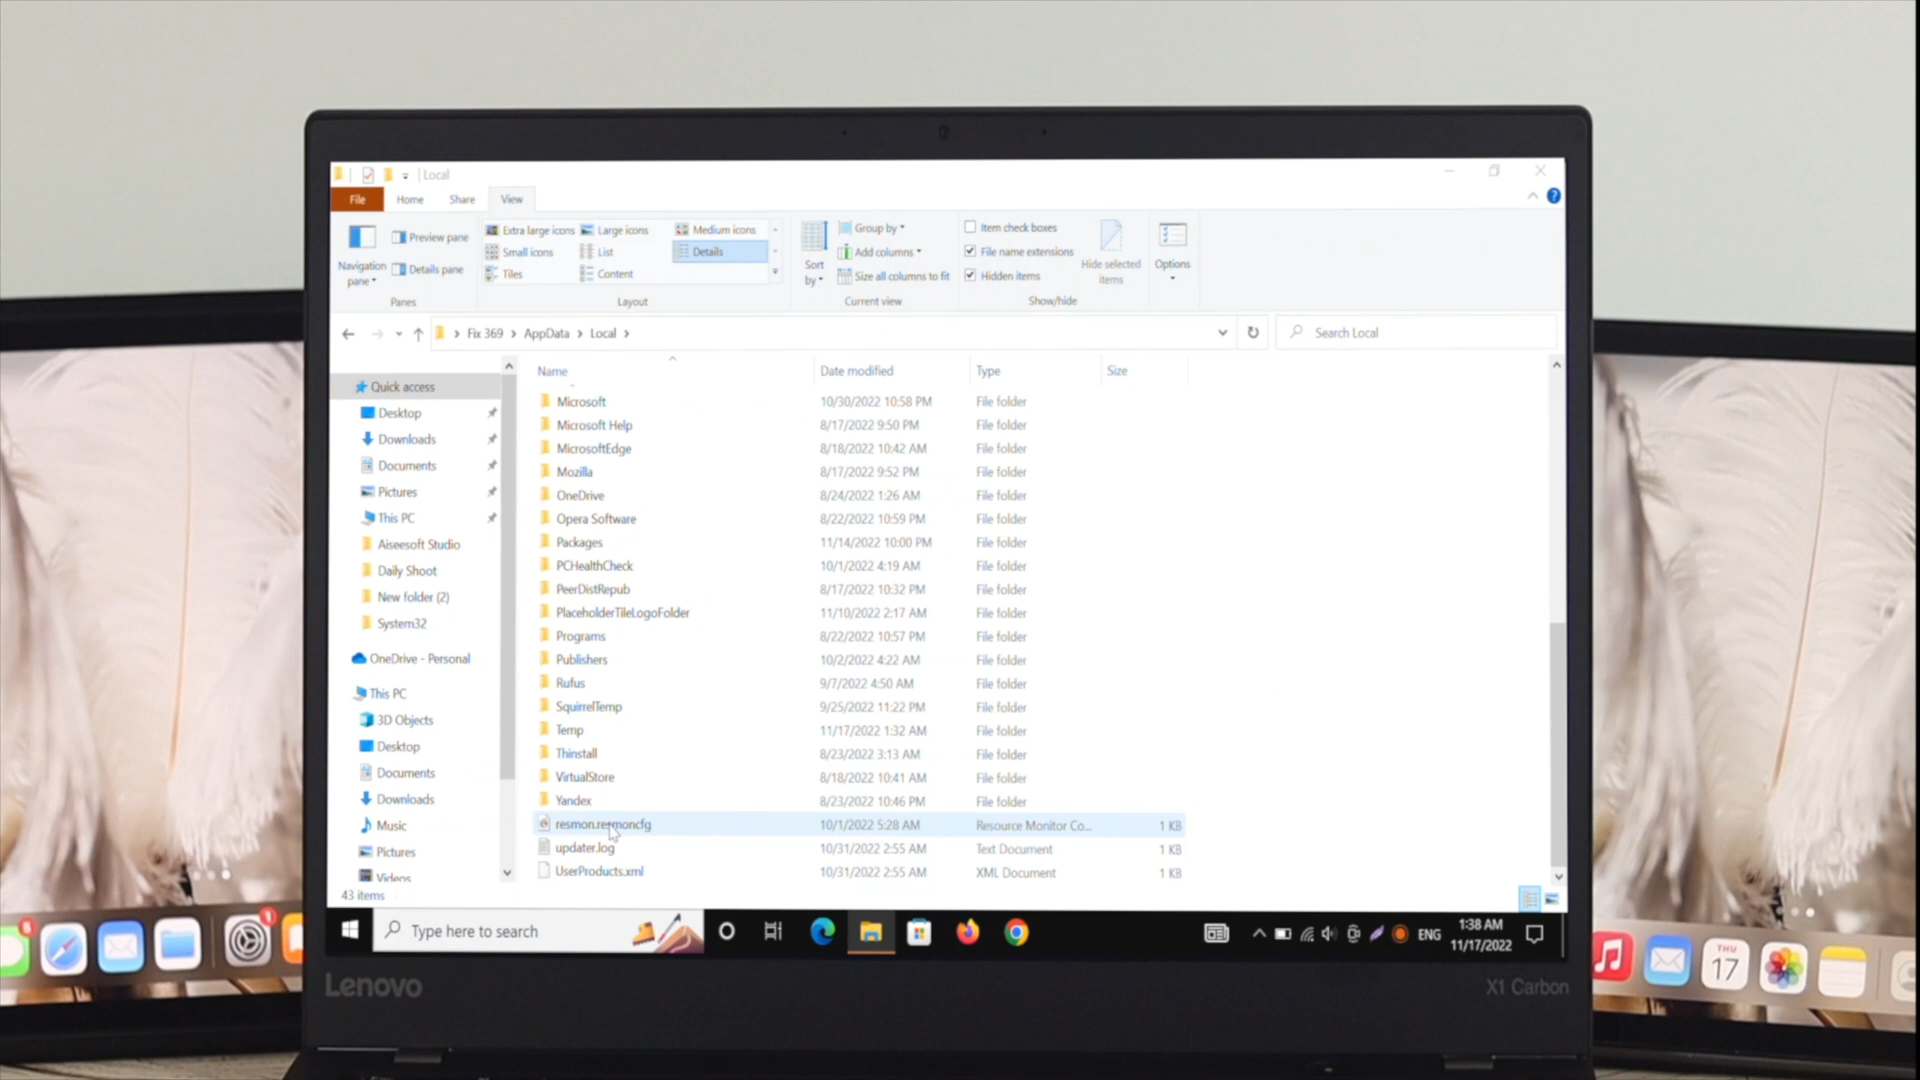 Local
File Home Share View
Navigation pane
Preview pane
Details pane
Panes
Extra large icons Large icons Medium icons
Small icons List Details
Tiles Content
Layout
Sort by
Group by
Add columns
Size all columns to fit
Current view
Item check boxes
File name extensions
Hidden items
Hide selected items
Show/hide
Options
Fix 369 > AppData > Local >
Search Local
Quick access
Desktop
Downloads
Documents
Pictures
This PC
Aiseesoft Studio
Daily Shoot
New folder (2)
System32
OneDrive - Personal
This PC
3D Objects
Desktop
Documents
Downloads
Music
Pictures
Videos
Name Date modified Type Size
Microsoft 10/30/2022 10:58 PM File folder
Microsoft Help 8/17/2022 9:50 PM File folder
MicrosoftEdge 8/18/2022 10:42 AM File folder
Mozilla 8/17/2022 9:52 PM File folder
OneDrive 8/24/2022 1:26 AM File folder
Opera Software 8/22/2022 10:59 PM File folder
Packages 11/14/2022 10:00 PM File folder
PCHealthCheck 10/1/2022 4:19 AM File folder
PeerDistRepub 8/17/2022 10:32 PM File folder
PlaceholderTileLogoFolder 11/10/2022 2:17 AM File folder
Programs 8/22/2022 10:57 PM File folder
Publishers 10/2/2022 4:22 AM File folder
Rufus 9/7/2022 4:50 AM File folder
SquirrelTemp 9/25/2022 11:22 PM File folder
Temp 11/17/2022 1:32 AM File folder
Thinstall 8/23/2022 3:13 AM File folder
VirtualStore 8/18/2022 10:41 AM File folder
Yandex 8/23/2022 10:46 PM File folder
resmon.resmoncfg 10/1/2022 5:28 AM Resource Monitor Co... 1 KB
updater.log 10/31/2022 2:55 AM Text Document 1 KB
UserProducts.xml 10/31/2022 2:55 AM XML Document 1 KB
43 items
Type here to search
ENG
1:38 AM
11/17/2022
Lenovo
X1 Carbon
THU
17